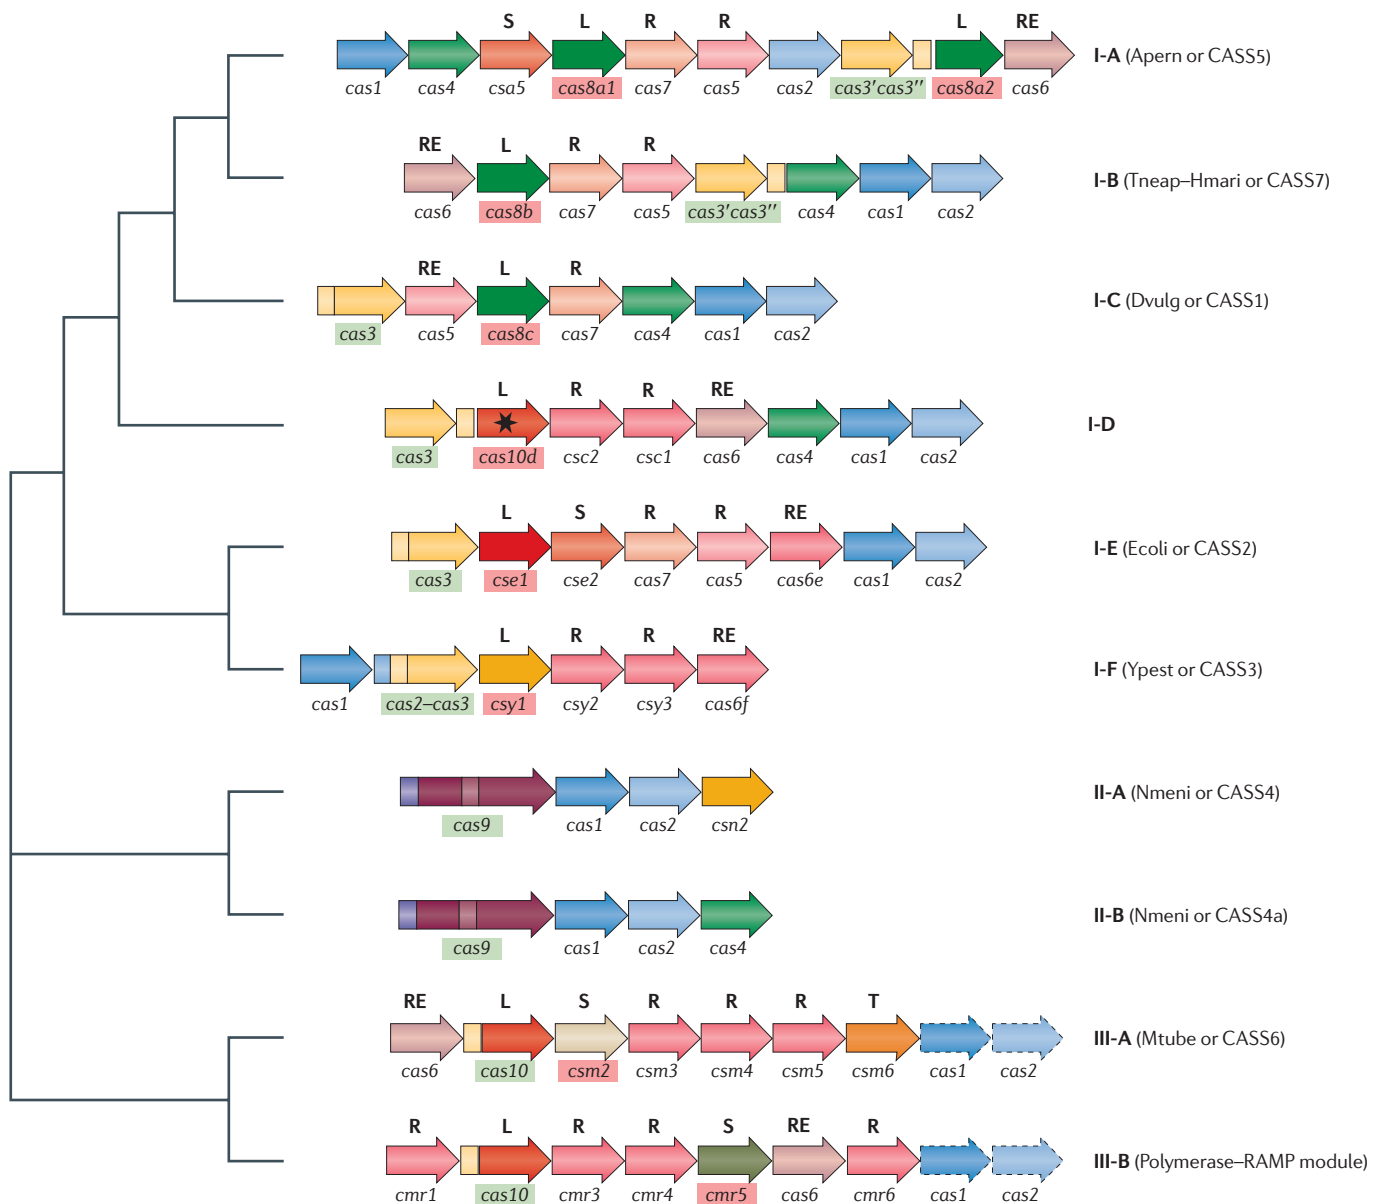 S L R R L RE
I-A (Apern or CASS5)
cas1 cas4 csa5 cas8a1 cas7 cas5 cas2 cas3′cas3″ cas8a2 cas6
RE L R R
I-B (Tneap–Hmari or CASS7)
cas6 cas8b cas7 cas5 cas3′cas3″ cas4 cas1 cas2
RE L R
I-C (Dvulg or CASS1)
cas3 cas5 cas8c cas7 cas4 cas1 cas2
L R R RE
I-D
cas3 cas10d csc2 csc1 cas6 cas4 cas1 cas2
L S R R RE
I-E (Ecoli or CASS2)
cas3 cse1 cse2 cas7 cas5 cas6e cas1 cas2
L R R RE
I-F (Ypest or CASS3)
cas1 cas2–cas3 csy1 csy2 csy3 cas6f
II-A (Nmeni or CASS4)
cas9 cas1 cas2 csn2
II-B (Nmeni or CASS4a)
cas9 cas1 cas2 cas4
RE L S R R R T
III-A (Mtube or CASS6)
cas6 cas10 csm2 csm3 csm4 csm5 csm6 cas1 cas2
R L R R S RE R
III-B (Polymerase–RAMP module)
cmr1 cas10 cmr3 cmr4 cmr5 cas6 cmr6 cas1 cas2